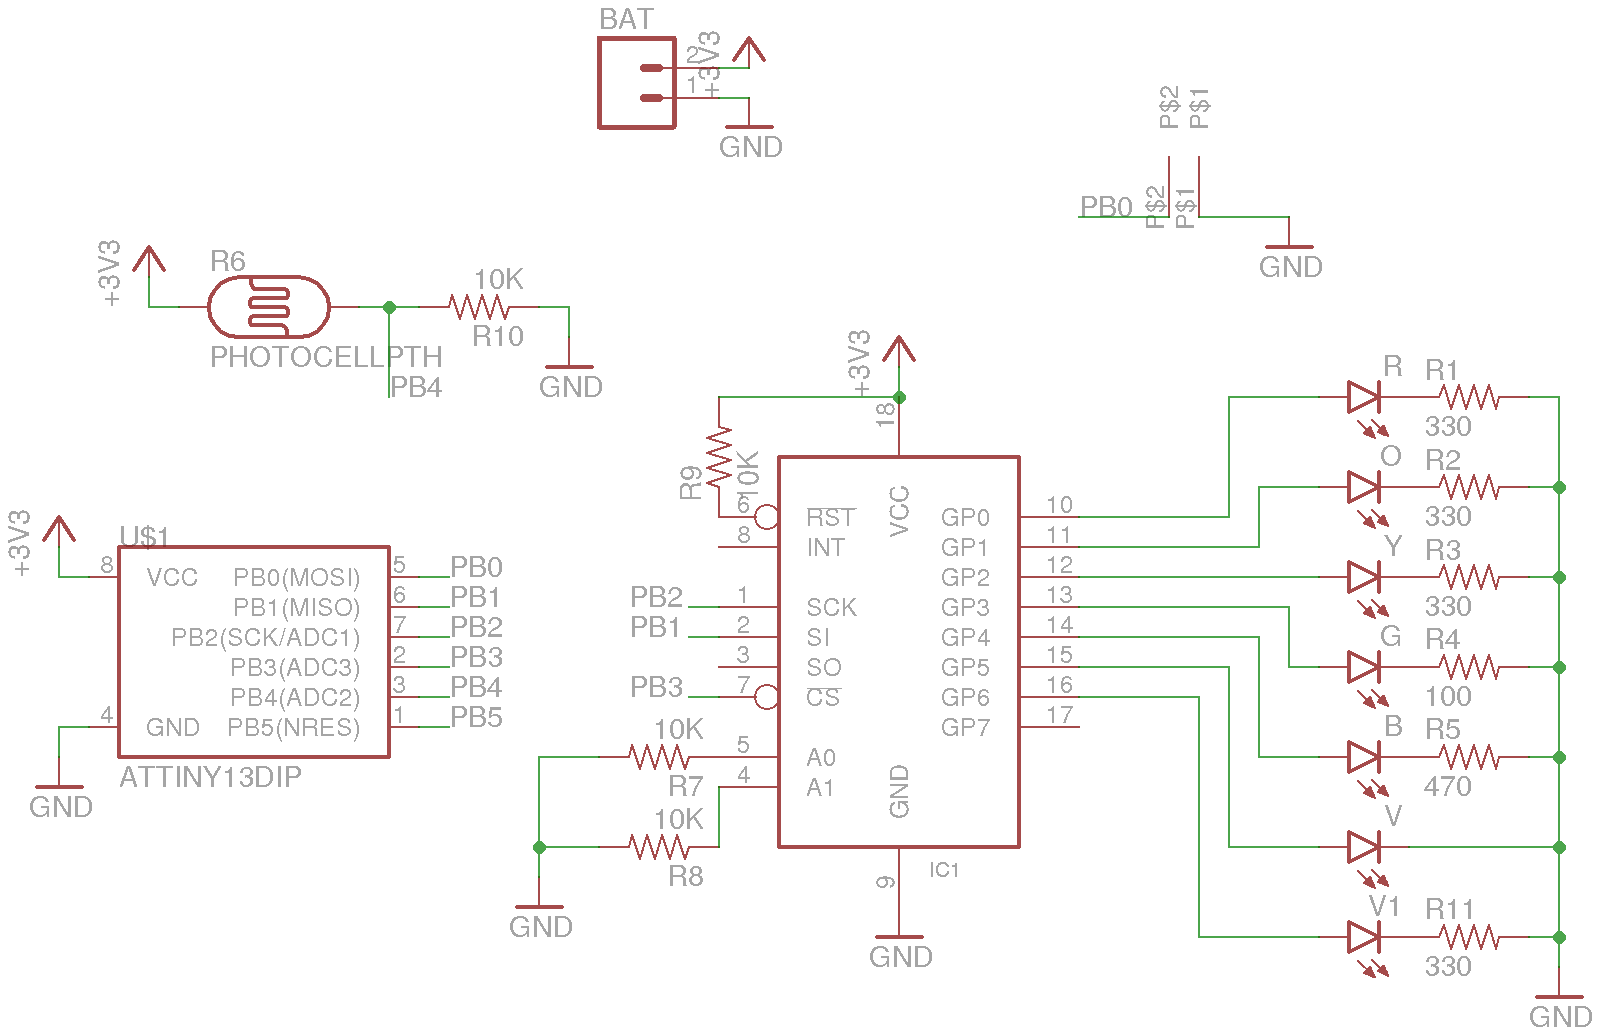 BAT
2
1
+3V3
GND
P$2
P$1
PB0
P$2
P$1
GND
+3V3
R6
PHOTOCELLPTH
PB4
10K
R10
GND
+3V3
U$1
8
VCC
4
GND
PB0(MOSI)
5
PB0
PB1(MISO)
6
PB1
PB2(SCK/ADC1)
7
PB2
PB3(ADC3)
2
PB3
PB4(ADC2)
3
PB4
PB5(NRES)
1
PB5
ATTINY13DIP
GND
+3V3
18
VCC
R9
10K
6
RST
8
INT
PB2
1
SCK
PB1
2
SI
3
SO
PB3
7
CS
10K
R7
5
A0
4
A1
10K
R8
GND
GND
9
IC1
GND
GP0
10
GP1
11
GP2
12
GP3
13
GP4
14
GP5
15
GP6
16
GP7
17
R
R1
330
O
R2
330
Y
R3
330
G
R4
100
B
R5
470
V
V1
R11
330
GND